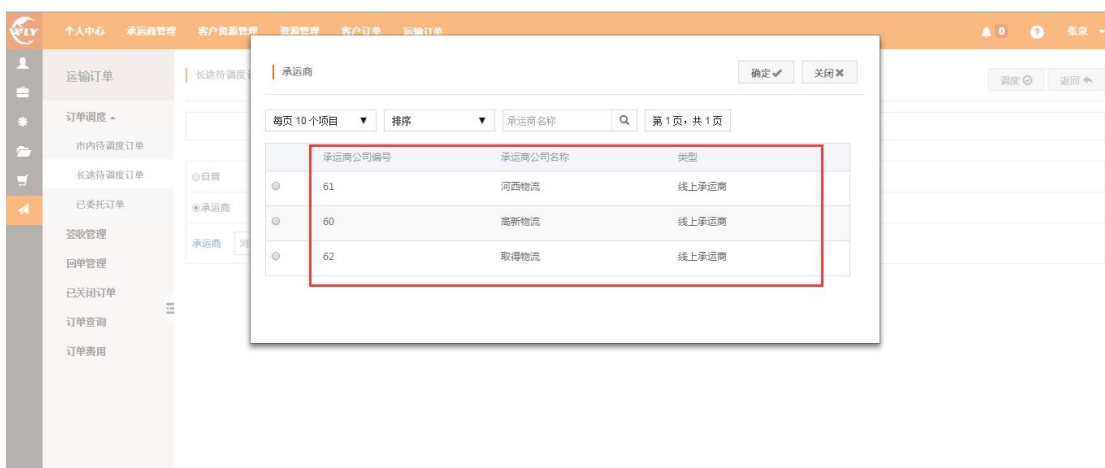 WLY 个人中心 承运商管理 客户资源管理 资源管理 客户订单 运输订单 0 ? 张泉
运输订单
长途待调度
调度 返回
订单调度
市内待调度订单
长途待调度订单
已委托订单
签收管理
回单管理
已关闭订单
订单查询
订单费用
自营
承运商
承运商 河
承运商 确定 关闭
每页 10 个项目 排序 承运商名称 第 1 页，共 1 页
承运商公司编号 承运商公司名称 类型
61 河西物流 线上承运商
60 高新物流 线上承运商
62 取得物流 线上承运商